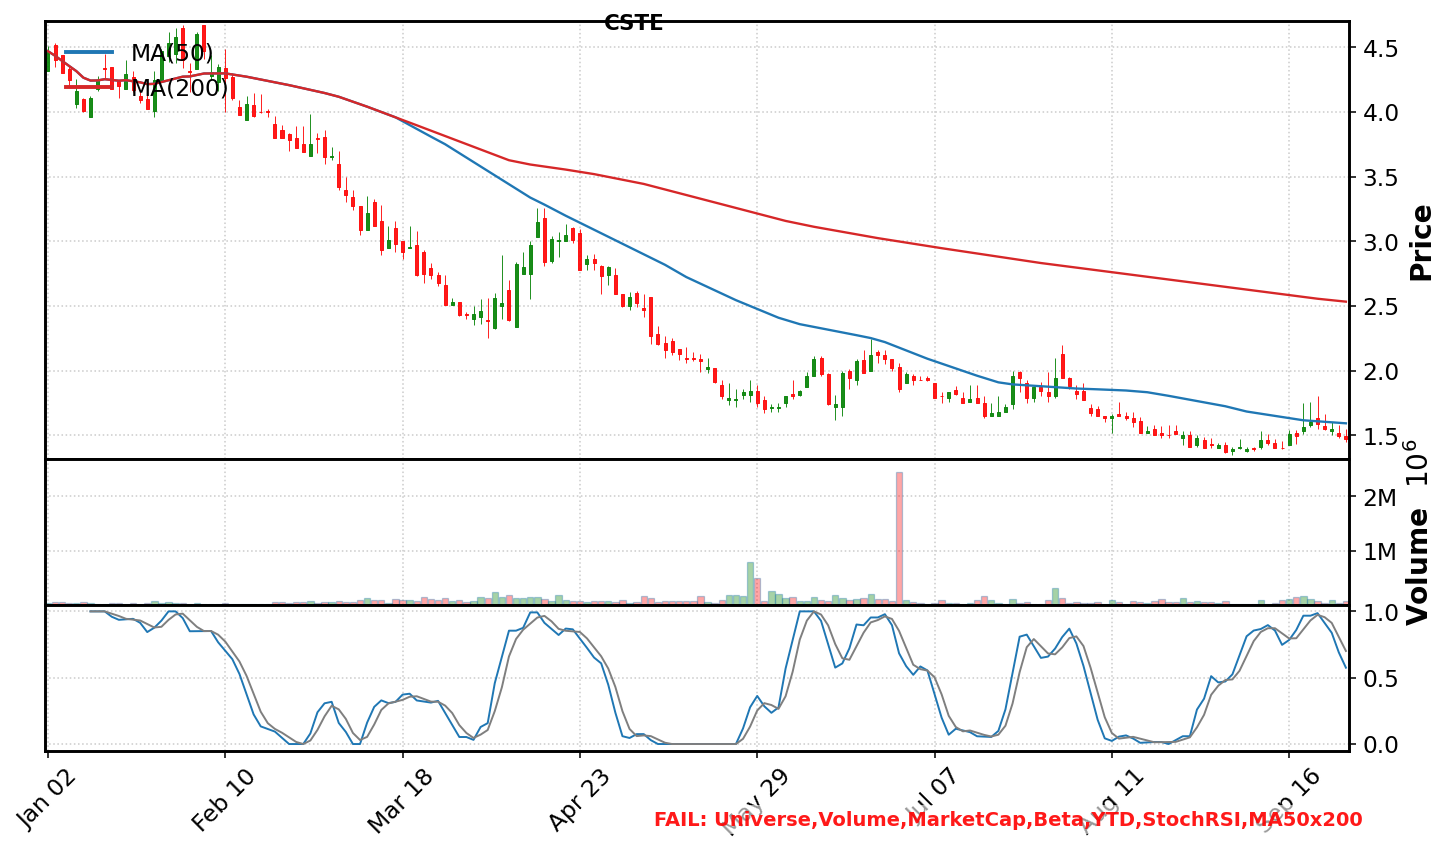 CSTE
MA(50)
MA(200)
4.5
4.0
3.5
3.0
2.5
2.0
1.5
Price
2M
1M
Volume 10^6
1.0
0.5
0.0
Jan 02
Feb 10
Mar 18
Apr 23
May 29
Jul 07
Aug 11
Sep 16
FAIL: Universe,Volume,MarketCap,Beta,YTD,StochRSI,MA50x200